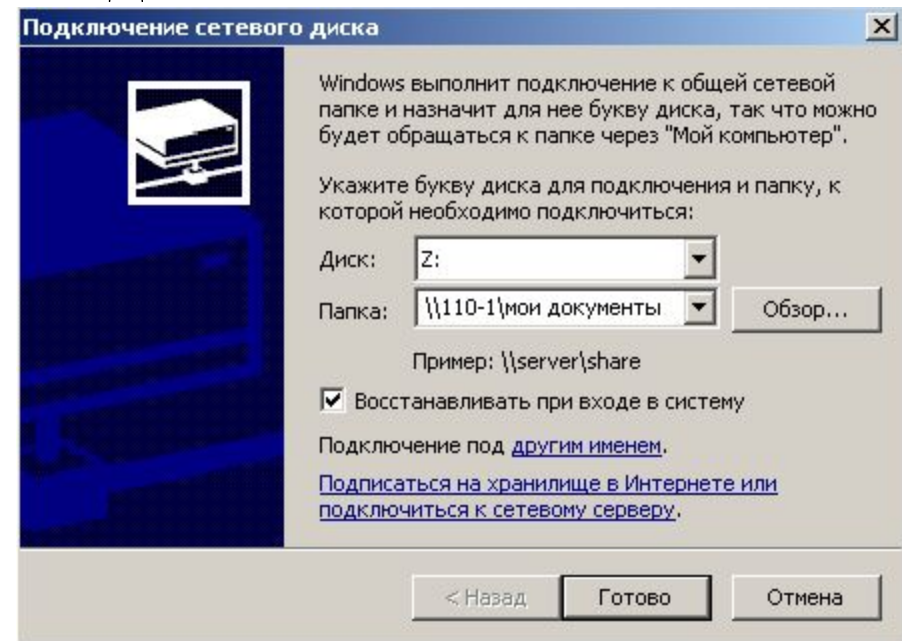 Подключение сетевого диска
Windows выполнит подключение к общей сетевой
папке и назначит для нее букву диска, так что можно
будет обращаться к папке через "Мой компьютер".
Укажите букву диска для подключения и папку, к
которой необходимо подключиться:
Диск: Z:
Папка: \\110-1\мои документы Обзор...
Пример: \\server\share
Восстанавливать при входе в систему
Подключение под другим именем.
Подписаться на хранилище в Интернете или
подключиться к сетевому серверу.
< Назад Готово Отмена